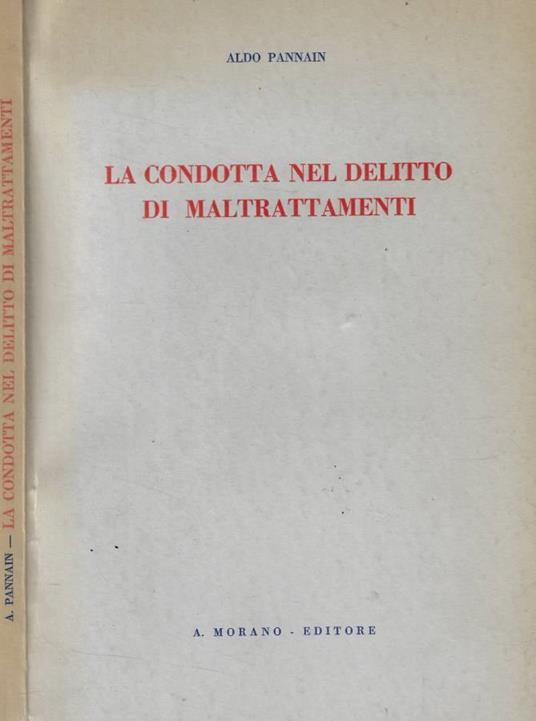 ALDO PANNAIN
LA CONDOTTA NEL DELITTO
DI MALTRATTAMENTI
A. MORANO - EDITORE
A. PANNAIN — LA CONDOTTA NEL DELITTO DI MALTRATTAMENTI